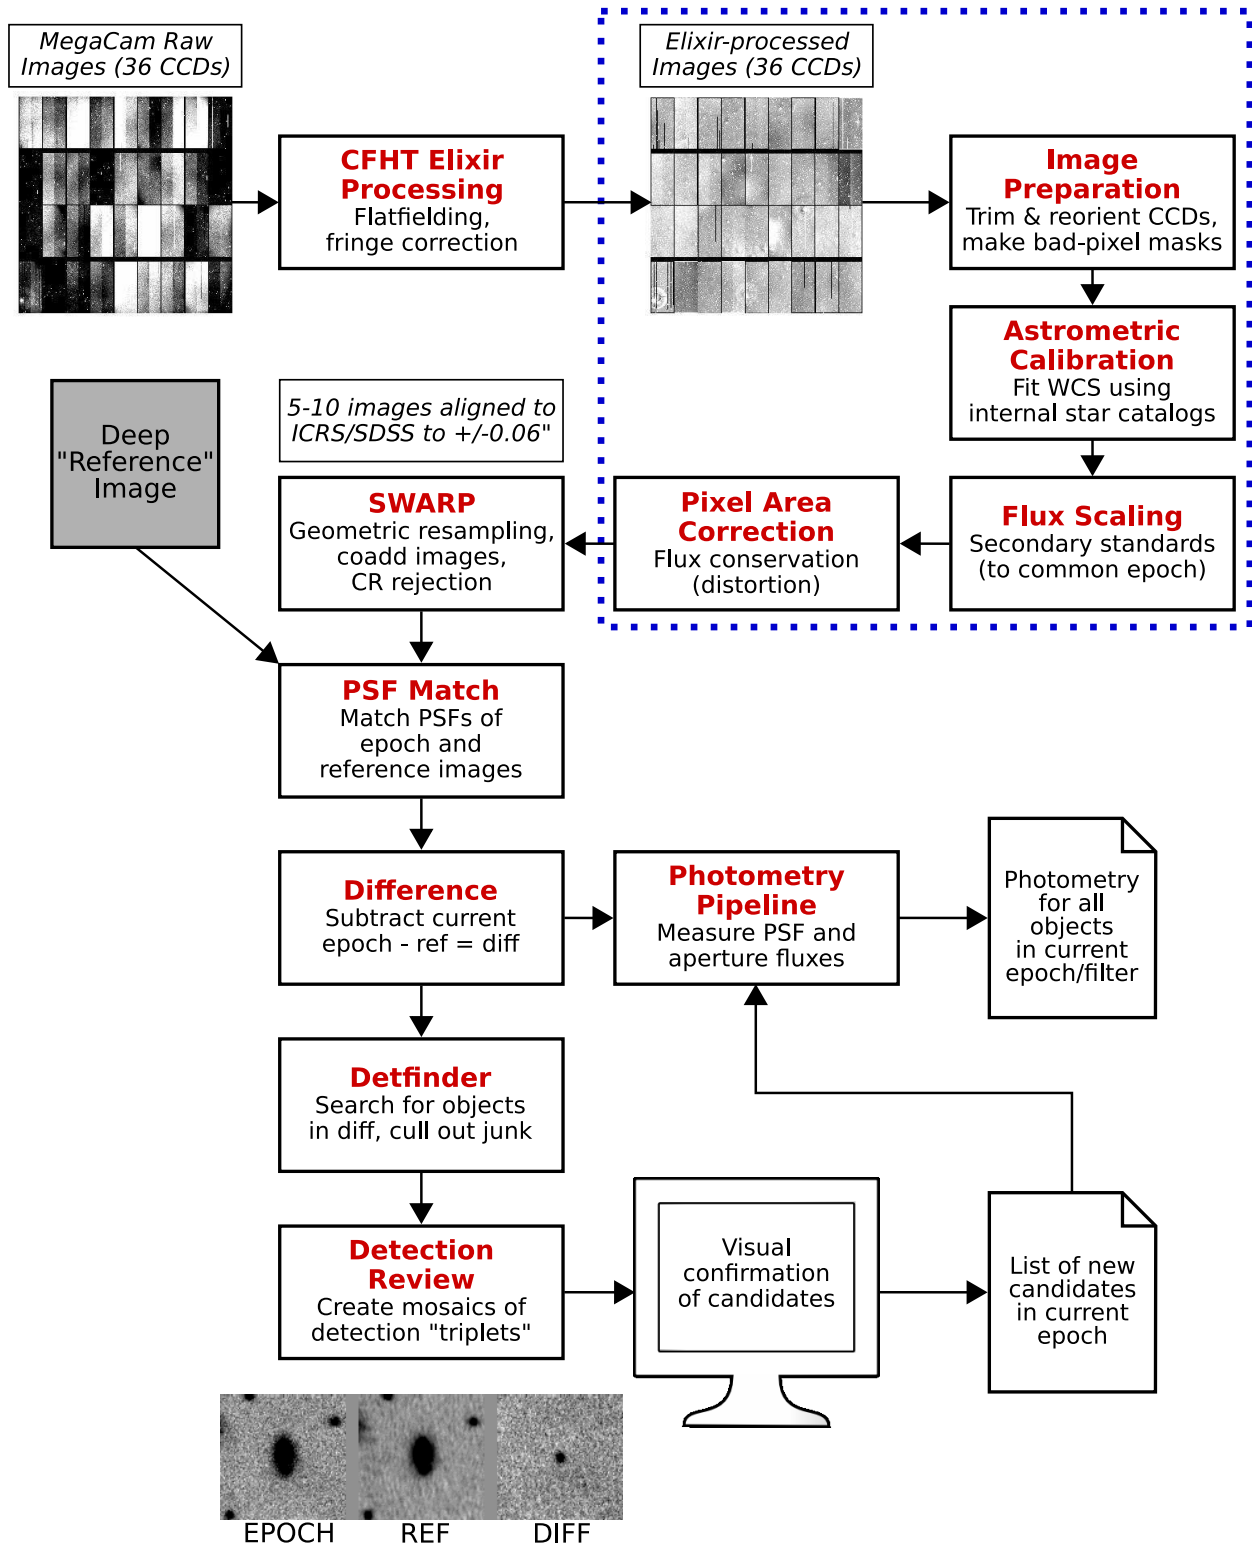 MegaCam Raw
Images (36 CCDs)
Elixir-processed
Images (36 CCDs)
CFHT Elixir
Processing
Flatfielding,
fringe correction
Image
Preparation
Trim & reorient CCDs,
make bad-pixel masks
Astrometric
Calibration
Fit WCS using
internal star catalogs
Deep
"Reference"
Image
5-10 images aligned to
ICRS/SDSS to +/-0.06"
SWARP
Geometric resampling,
coadd images,
CR rejection
Pixel Area
Correction
Flux conservation
(distortion)
Flux Scaling
Secondary standards
(to common epoch)
PSF Match
Match PSFs of
epoch and
reference images
Difference
Subtract current
epoch - ref = diff
Photometry
Pipeline
Measure PSF and
aperture fluxes
Photometry
for all
objects
in current
epoch/filter
Detfinder
Search for objects
in diff, cull out junk
Detection
Review
Create mosaics of
detection "triplets"
Visual
confirmation
of candidates
List of new
candidates
in current
epoch
EPOCH
REF
DIFF